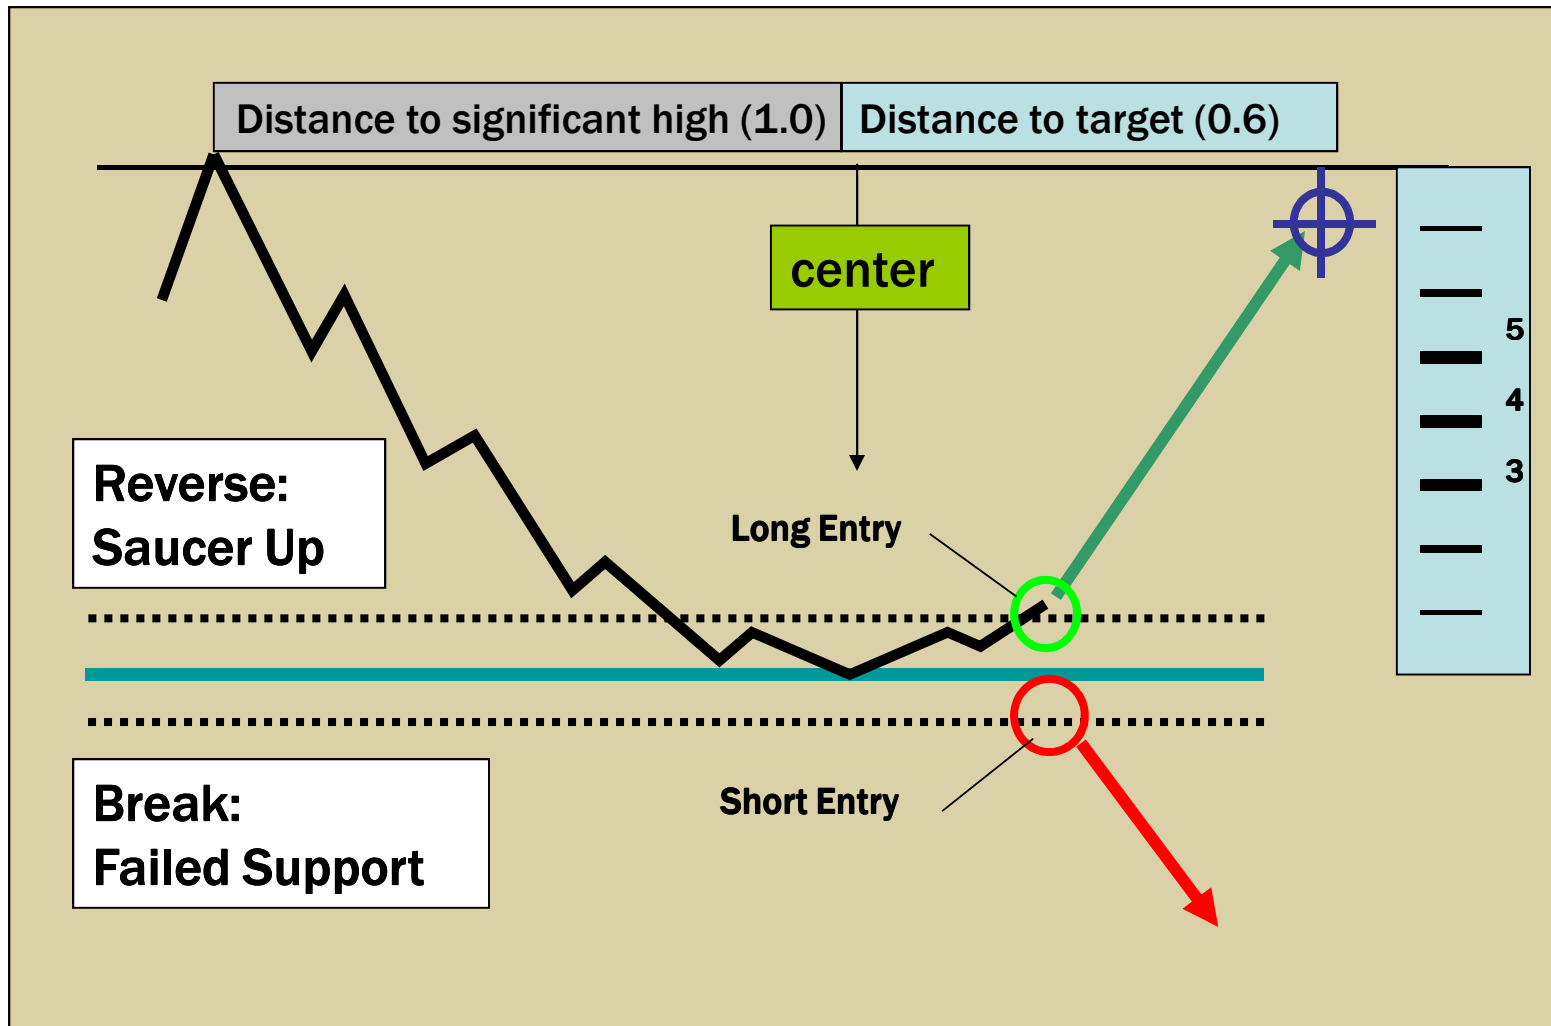 Distance to significant high (1.0)
Distance to target (0.6)
center
5
4
3
Reverse:
Saucer Up
Long Entry
Break:
Failed Support
Short Entry